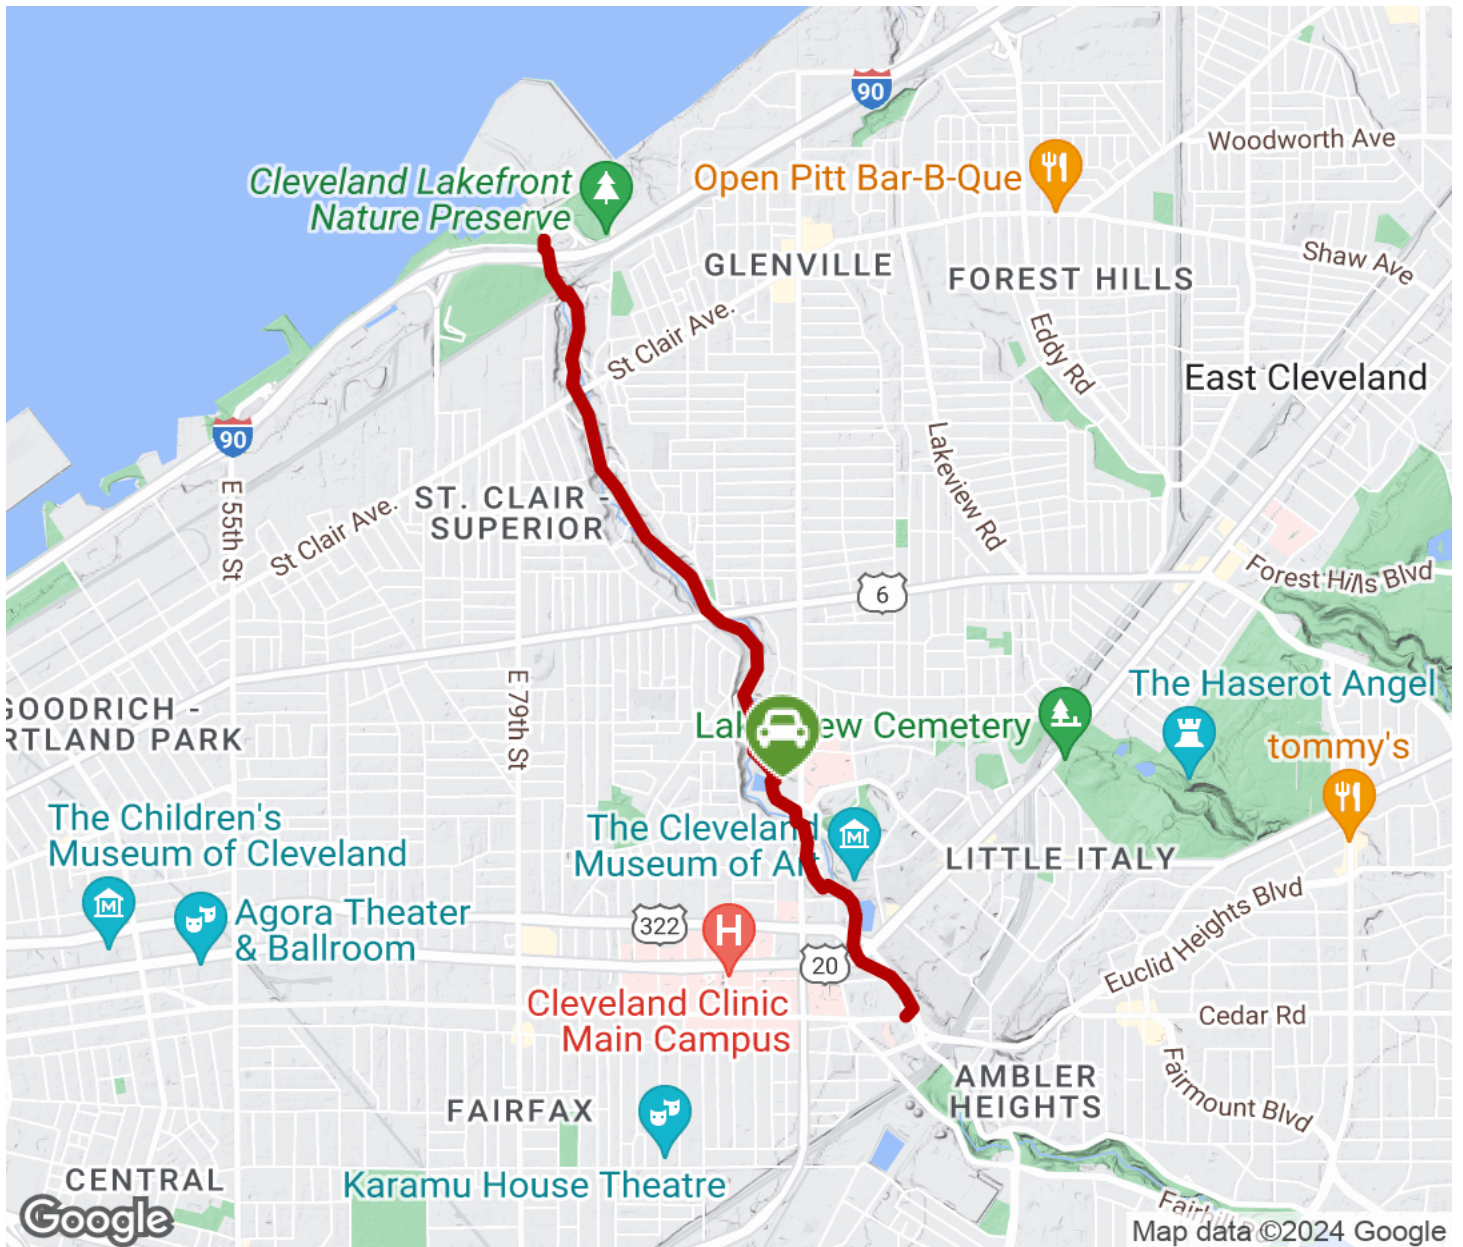 90
Woodworth Ave
Cleveland Lakefront
Nature Preserve
Open Pitt Bar-B-Que
GLENVILLE
FOREST HILLS
Shaw Ave
St Clair Ave.
Eddy Rd
East Cleveland
90
E 55th St
ST. CLAIR -
SUPERIOR
St Clair Ave.
Lakeview Rd
6
Forest Hills Blvd
E 79th St
GOODRICH -
RTLAND PARK
The Haserot Angel
Cemetery
tommy's
The Children's
Museum of Cleveland
The Cleveland
Museum of
LITTLE ITALY
Agora Theater
& Ballroom
322
H
20
Euclid Heights Blvd
Cleveland Clinic
Main Campus
Cedar Rd
AMBLER
HEIGHTS
Fairmount Blvd
FAIRFAX
CENTRAL
Karamu House Theatre
Google
Map data ©2024 Google